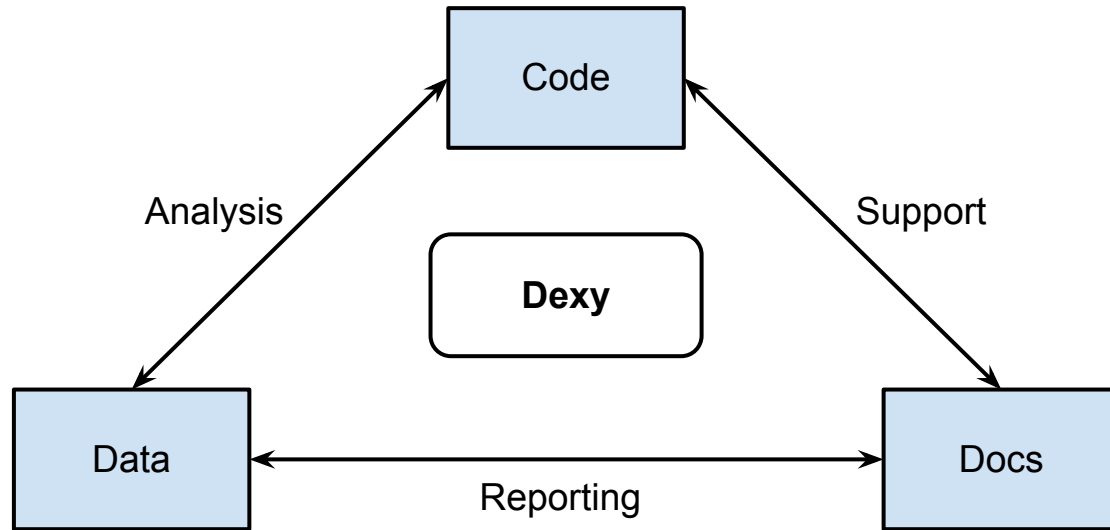 Code
Analysis
Support
Dexy
Data
Docs
Reporting